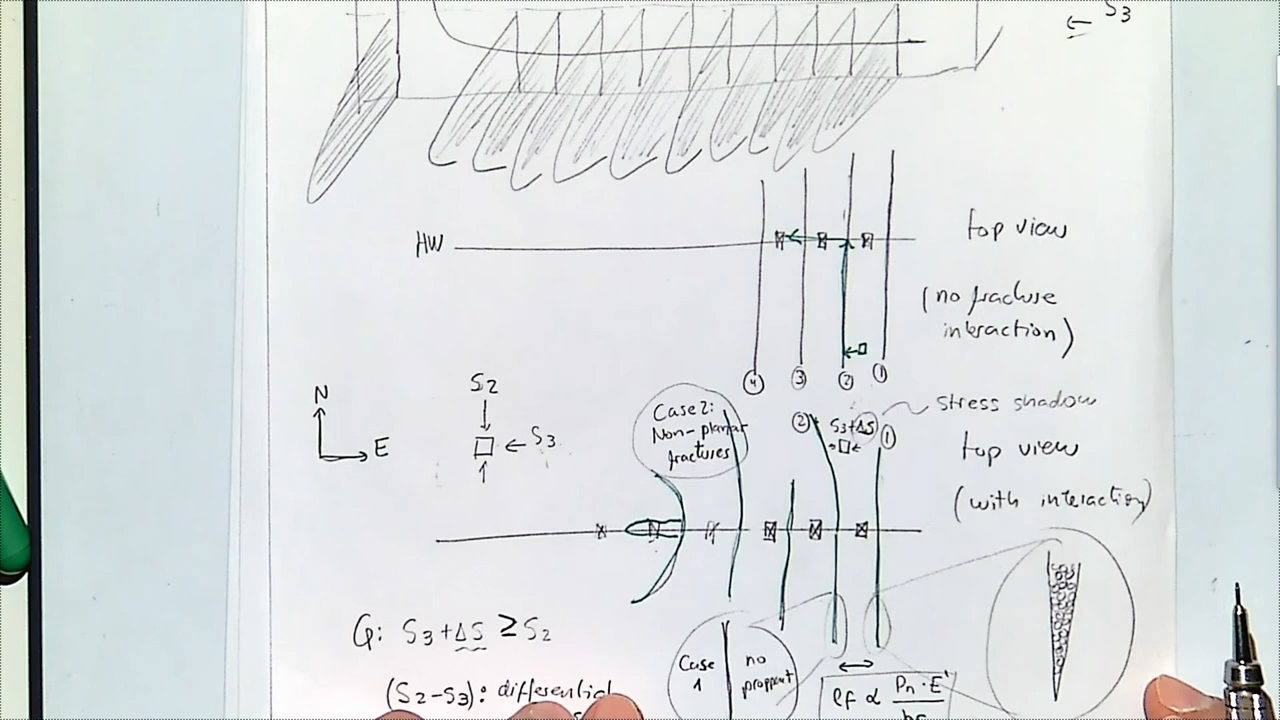 ← S3
HW
top view
(no fracture
interaction)
④ ③ ② ①
N
E
S2
← S3
Case 2:
Non-planar
fractures
② S3+ΔS ①
stress shadow
top view
(with interaction)
Q: S3+ΔS ≥ S2
(S2-S3): differential
Case
1
no
proppant
ef ∝ Pn·E'